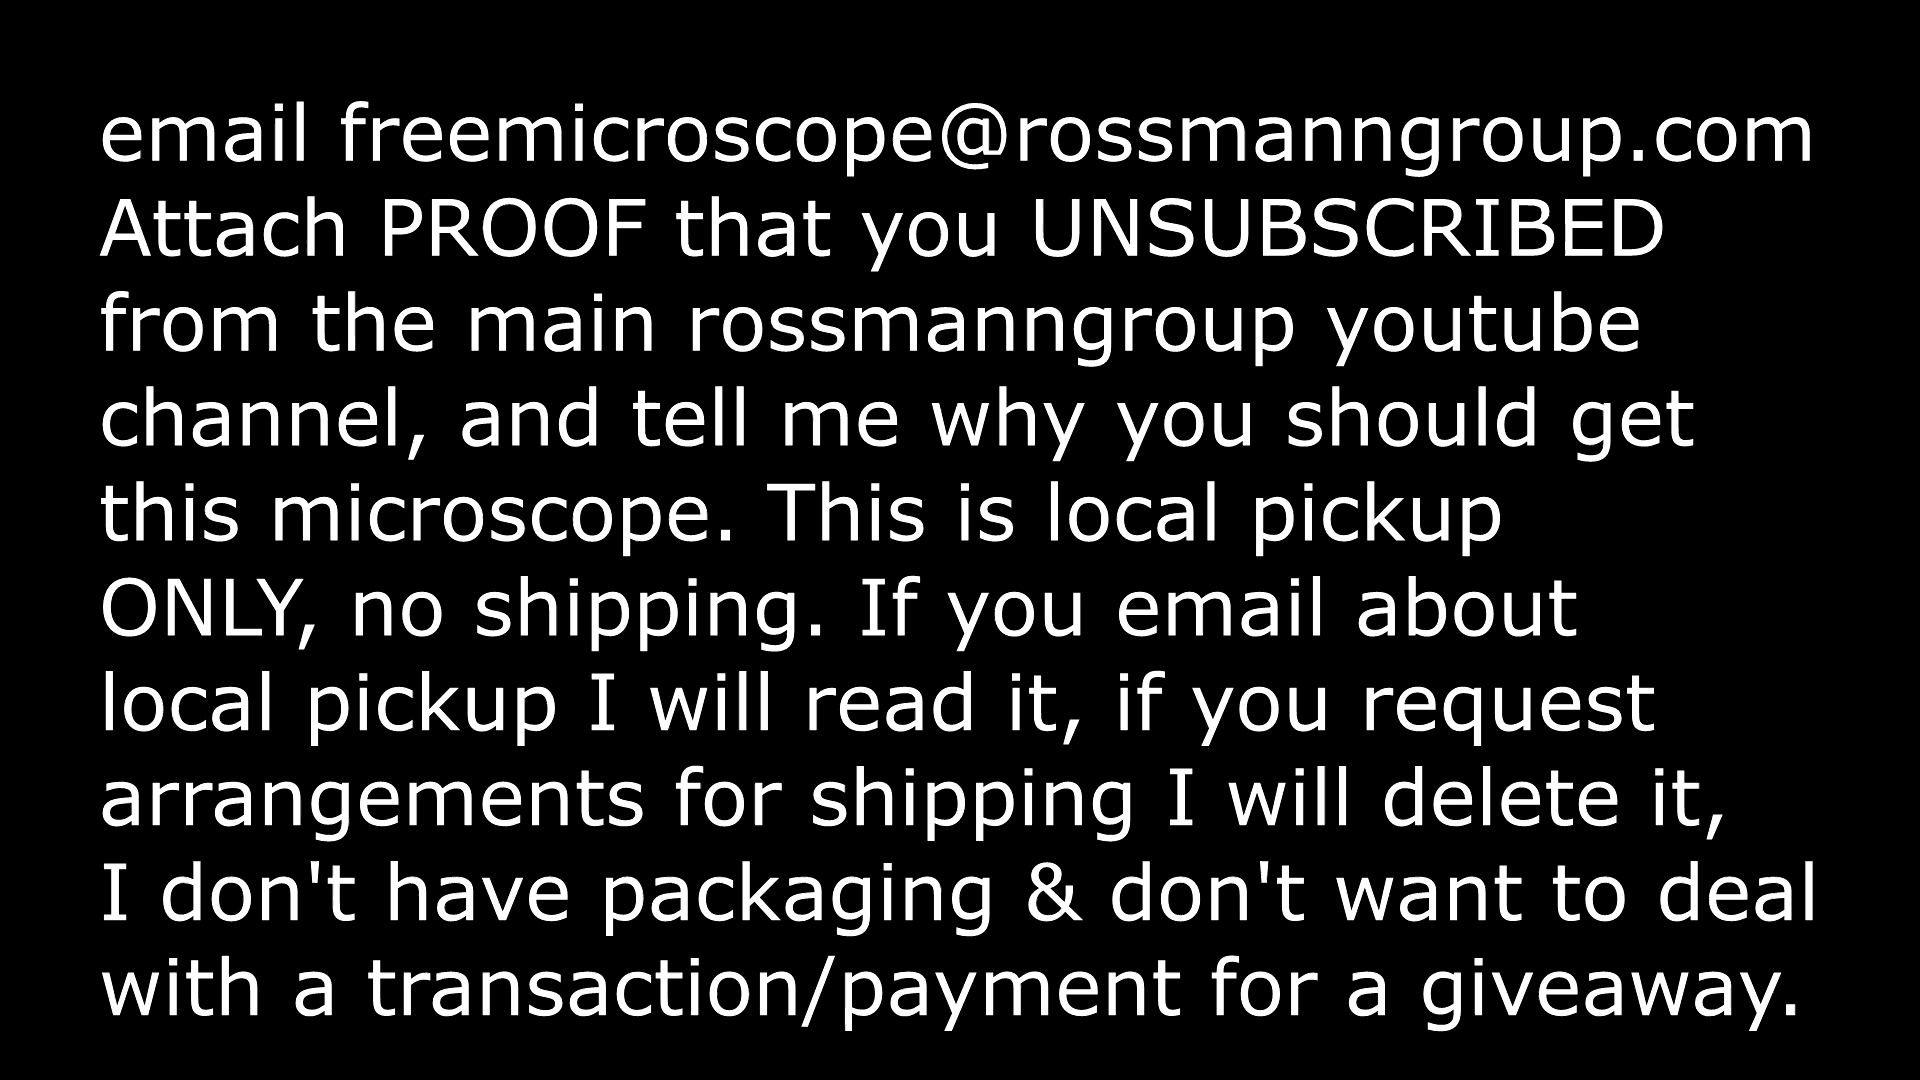 email freemicroscope@rossmanngroup.com
Attach PROOF that you UNSUBSCRIBED
from the main rossmanngroup youtube
channel, and tell me why you should get
this microscope. This is local pickup
ONLY, no shipping. If you email about
local pickup I will read it, if you request
arrangements for shipping I will delete it,
I don't have packaging & don't want to deal
with a transaction/payment for a giveaway.